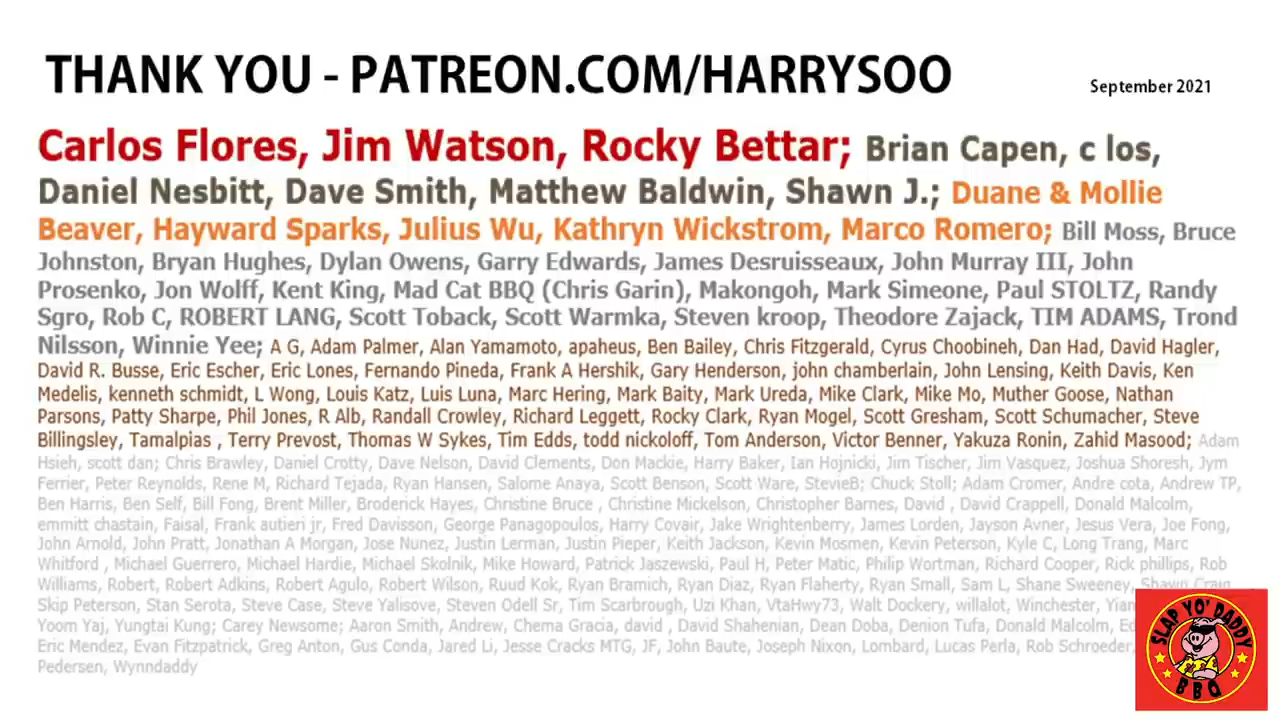 THANK YOU - PATREON.COM/HARRYSOO
September 2021
Carlos Flores, Jim Watson, Rocky Bettar; Brian Capen, c los,
Daniel Nesbitt, Dave Smith, Matthew Baldwin, Shawn J.; Duane & Mollie
Beaver, Hayward Sparks, Julius Wu, Kathryn Wickstrom, Marco Romero; Bill Moss, Bruce
Johnston, Bryan Hughes, Dylan Owens, Garry Edwards, James Desruisseaux, John Murray III, John
Prosenko, Jon Wolff, Kent King, Mad Cat BBQ (Chris Garin), Makongoh, Mark Simeone, Paul STOLTZ, Randy
Sgro, Rob C, ROBERT LANG, Scott Toback, Scott Warmka, Steven kroop, Theodore Zajack, TIM ADAMS, Trond
Nilsson, Winnie Yee; A G, Adam Palmer, Alan Yamamoto, apaheus, Ben Bailey, Chris Fitzgerald, Cyrus Choobineh, Dan Had, David Hagler,
David R. Busse, Eric Escher, Eric Lones, Fernando Pineda, Frank A Hershik, Gary Henderson, john chamberlain, John Lensing, Keith Davis, Ken
Medelis, kenneth schmidt, L Wong, Louis Katz, Luis Luna, Marc Hering, Mark Baity, Mark Ureda, Mike Clark, Mike Mo, Muther Goose, Nathan
Parsons, Patty Sharpe, Phil Jones, R Alb, Randall Crowley, Richard Leggett, Rocky Clark, Ryan Mogel, Scott Gresham, Scott Schumacher, Steve
Billingsley, Tamalpias , Terry Prevost, Thomas W Sykes, Tim Edds, todd nickoloff, Tom Anderson, Victor Benner, Yakuza Ronin, Zahid Masood; Adam
Hsieh, scott dan; Chris Brawley, Daniel Crotty, Dave Nelson, David Clements, Don Mackie, Harry Baker, Ian Hojnicki, Jim Tischer, Jim Vasquez, Joshua Shoresh, Jym
Ferrier, Peter Reynolds, Rene M, Richard Tejada, Ryan Hansen, Salome Anaya, Scott Benson, Scott Ware, StevieB; Chuck Stoll; Adam Cromer, Andre cota, Andrew TP,
Ben Harris, Ben Self, Bill Fong, Brent Miller, Broderick Hayes, Christine Bruce , Christine Mickelson, Christopher Barnes, David , David Crappell, Donald Malcolm,
emmitt chastain, Faisal, Frank autieri jr, Fred Davisson, George Panagopoulos, Harry Covair, Jake Wrightenberry, James Lorden, Jayson Avner, Jesus Vera, Joe Fong,
John Arnold, John Pratt, Jonathan A Morgan, Jose Nunez, Justin Lerman, Justin Pieper, Keith Jackson, Kevin Mosmen, Kevin Peterson, Kyle C, Long Trang, Marc
Whitford , Michael Guerrero, Michael Hardie, Michael Skolnik, Mike Howard, Patrick Jaszewski, Paul H, Peter Matic, Philip Wortman, Richard Cooper, Rick phillips, Rob
Williams, Robert, Robert Adkins, Robert Agulo, Robert Wilson, Ruud Kok, Ryan Bramich, Ryan Diaz, Ryan Flaherty, Ryan Small, Sam L, Shane Sweeney, Shawn Craig,
Skip Peterson, Stan Serota, Steve Case, Steve Yalisove, Steven Odell Sr, Tim Scarbrough, Uzi Khan, VtaHwy73, Walt Dockery, willalot, Winchester,
Yoom Yaj, Yungtai Kung; Carey Newsome; Aaron Smith, Andrew, Chma Gracia, david , David Shahenian, Dean Doba, Denion Tufa, Donald Malcolm,
Eric Mendez, Evan Fitzpatrick, Greg Anton, Gus Conda, Jared Li, Jesse Cracks MTG, JF, John Baute, Joseph Nixon, Lombard, Lucas Perla, Rob Schroeder,
Pedersen, Wynndaddy
SLAP YO' DADDY
BBQ